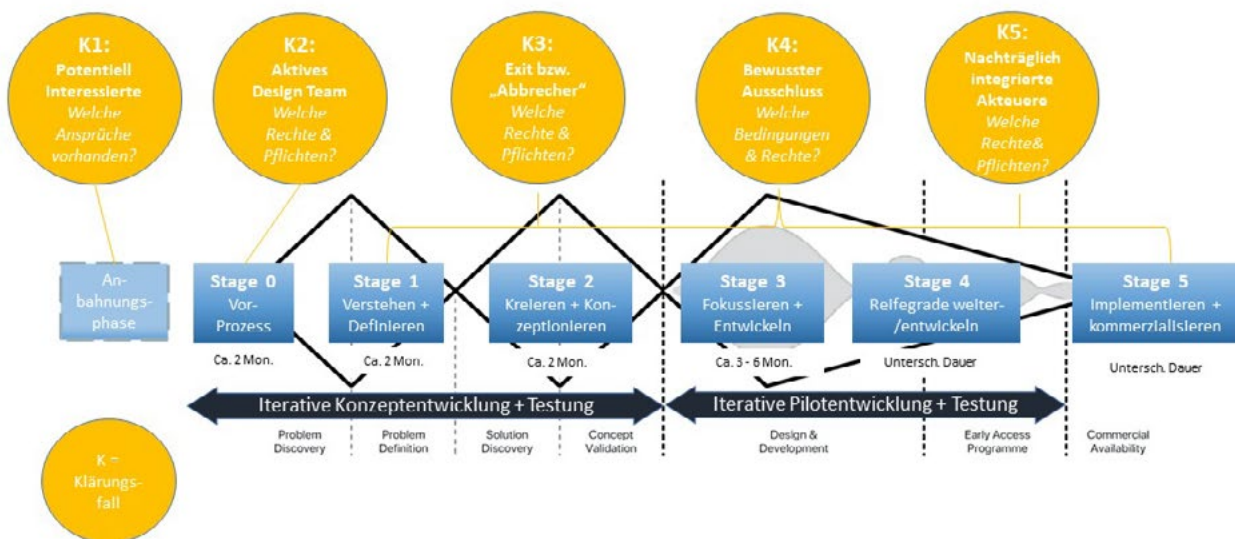 K1:
Potentiell
Interessierte
Welche
Ansprüche
vorhanden?
K2:
Aktives
Design Team
Welche
Rechte &
Pflichten?
K3:
Exit bzw.
„Abbrecher“
Welche
Rechte &
Pflichten?
K4:
Bewusster
Ausschluss
Welche
Bedingungen
& Rechte?
K5:
Nachträglich
integrierte
Akteuere
Welche
Rechte&
Pflichten?
An-
bahnungs-
phase
Stage 0
Vor-
Prozess
Stage 1
Verstehen +
Definieren
Stage 2
Kreieren + Kon-
zeptionieren
Stage 3
Fokussieren +
Entwickeln
Stage 4
Reifegrade weiter-
/entwickeln
Stage 5
Implementieren +
kommerzialisieren
Ca. 2 Mon.
Ca. 2 Mon.
Ca. 2 Mon.
Ca. 3 - 6 Mon.
Untersch. Dauer
Untersch. Dauer
Iterative Konzeptentwicklung + Testung
Iterative Pilotentwicklung + Testung
Problem
Discovery
Problem
Definition
Solution
Discovery
Concept
Validation
Design &
Development
Early Access
Programme
Commercial
Availability
K =
Klärungs-
fall